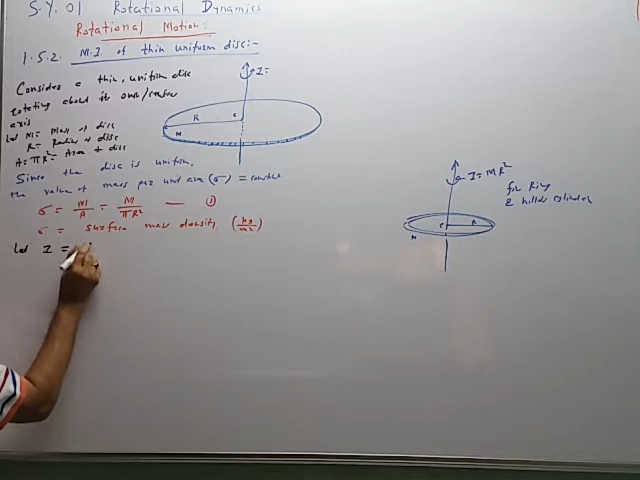 S.Y. 01 Rotational Dynamics
Rotational Motion:
1.5.2. M.I. of thin uniform disc:-
Consider a thin, uniform disc
rotating about its own/center
axis
Let M = Mass of disc
R = Radius of disc
A = πR² = Area of disc
Since the disc is uniform,
the value of mass per unit area (σ) = constant
σ = M/A = M/πR² — ①
σ = surface mass density. (kg/m²)
Let I =
I =
R
C
M
I = MR²
for Ring
& hollow cylinder
C
R
M